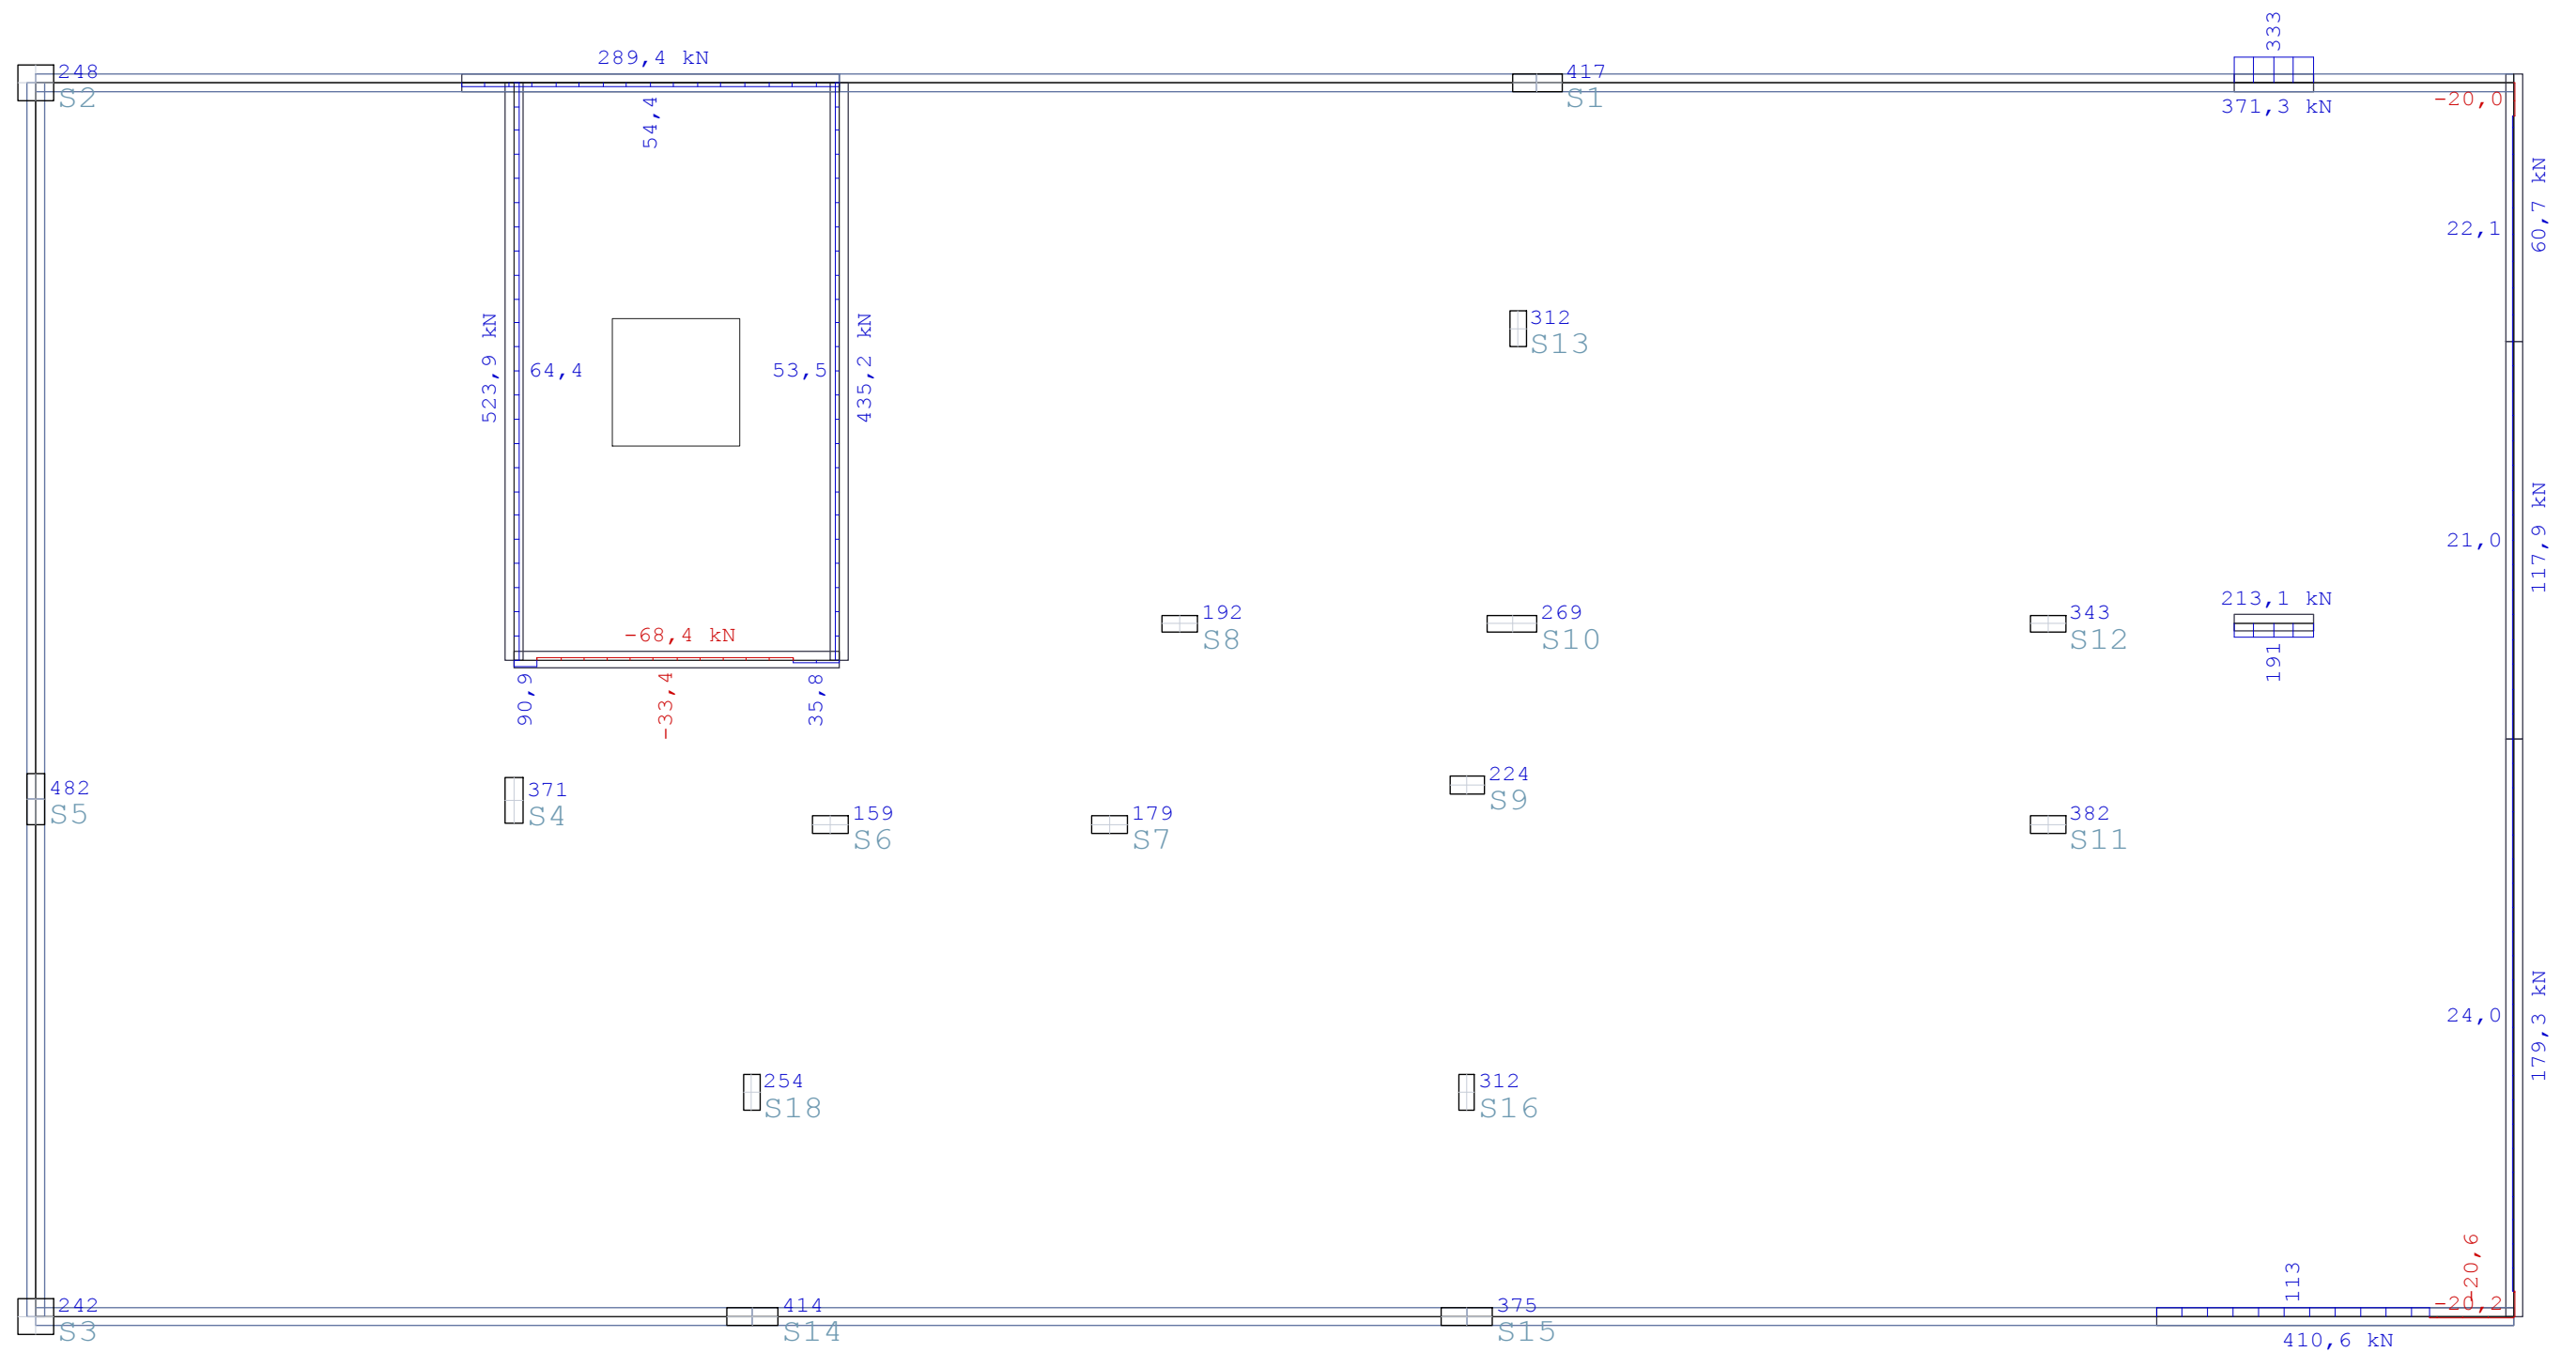 333
289,4 kN
248
S2
417
S1
371,3 kN
-20,0
54,4
60,7 kN
22,1
312
S13
523,9 kN
64,4
53,5
435,2 kN
117,9 kN
21,0
213,1 kN
192
S8
269
S10
343
S12
191
-68,4 kN
90,9
-33,4
35,8
482
S5
371
S4
159
S6
179
S7
224
S9
382
S11
179,3 kN
24,0
254
S18
312
S16
-20,6
113
-20,2
242
S3
414
S14
375
S15
410,6 kN